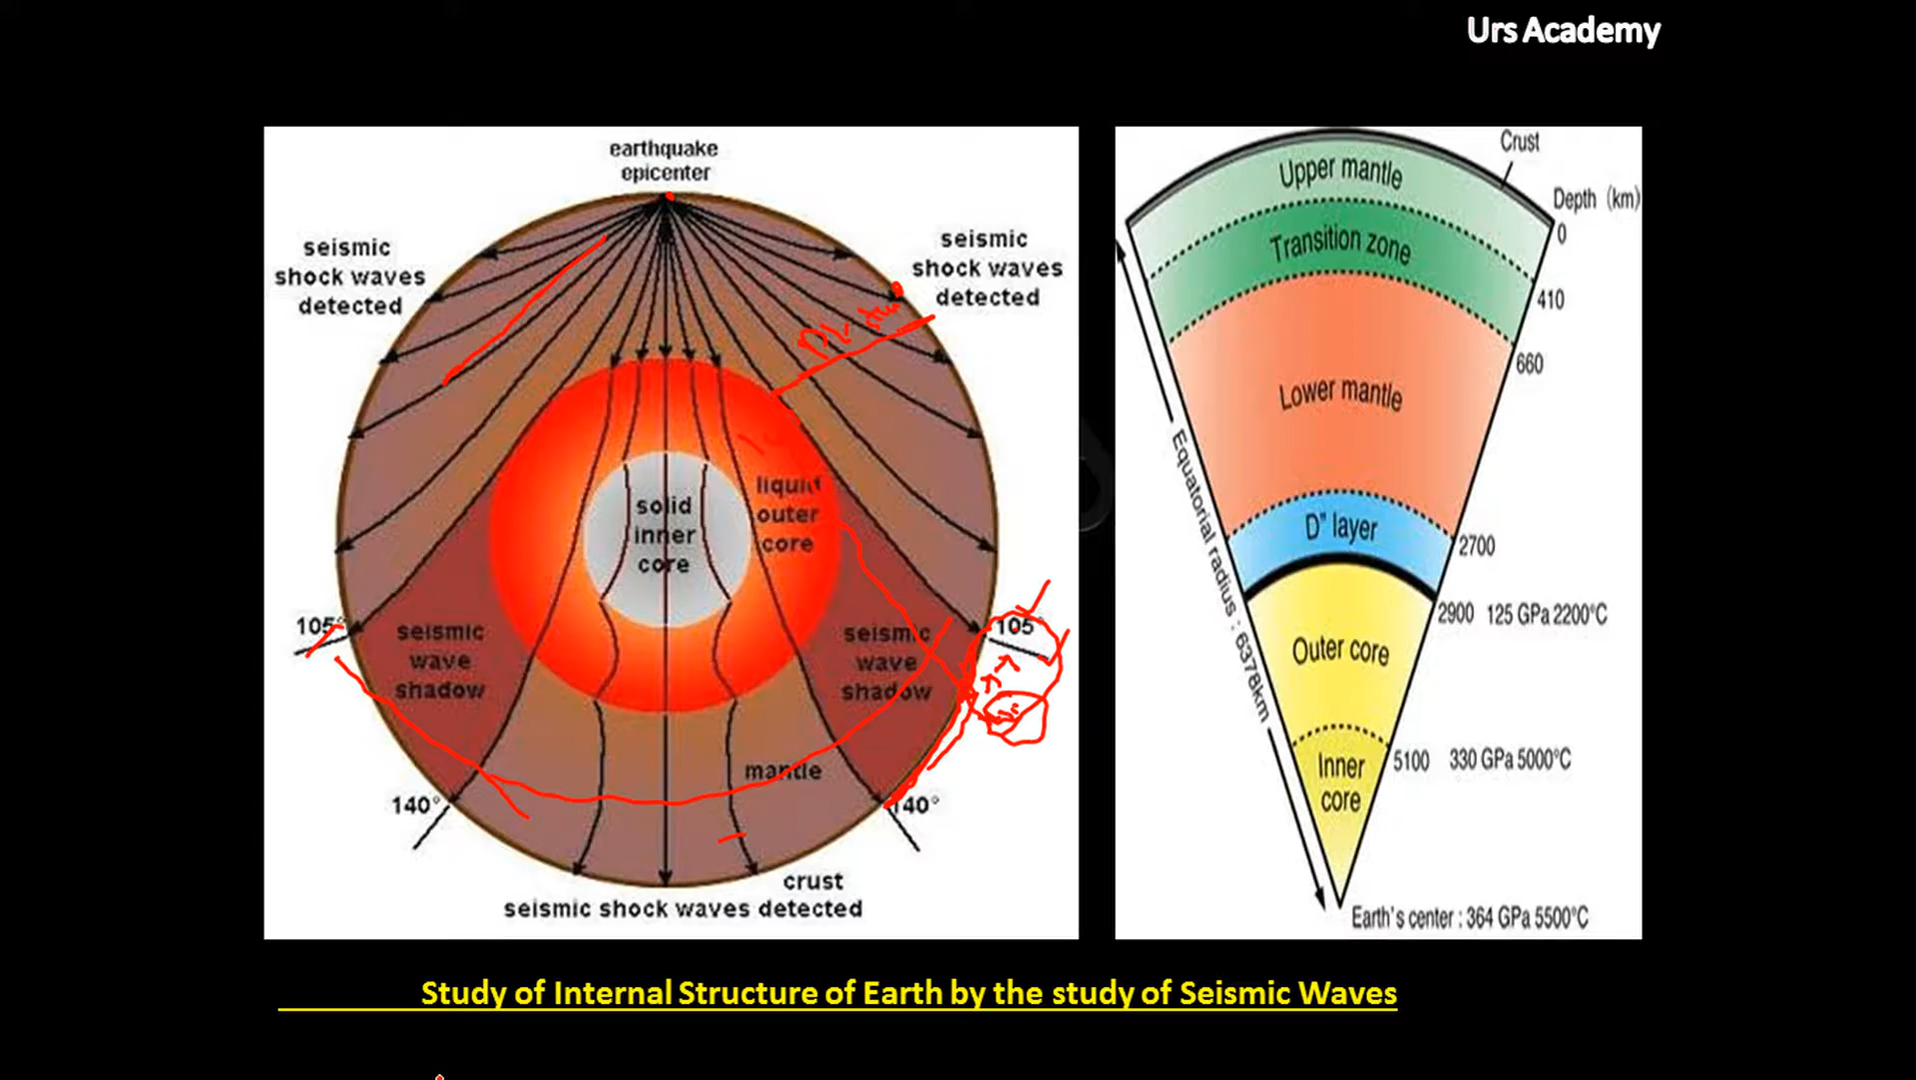 Urs Academy
earthquake
epicenter
seismic
shock waves
detected
seismic
shock waves
detected
liquid
outer
core
solid
inner
core
105°
105°
seismic
wave
shadow
seismic
wave
shadow
mantle
140°
140°
crust
seismic shock waves detected
Crust
Upper mantle
Depth (km)
0
Transition zone
410
660
Lower mantle
Equatorial radius : 6378km
D" layer
2700
2900 125 GPa 2200°C
Outer core
5100 330 GPa 5000°C
Inner
core
Earth's center : 364 GPa 5500°C
Study of Internal Structure of Earth by the study of Seismic Waves